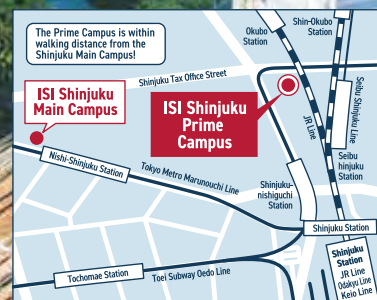 The Prime Campus is within
walking distance from the
Shinjuku Main Campus!
Okubo
Station
Shin-Okubo
Station
Shinjuku Tax Office Street
ISI Shinjuku
Main Campus
ISI Shinjuku
Prime
Campus
JR Line
Seibu Shinjuku Line
Seibu
hinjuku
Station
Nishi-Shinjuku Station
Tokyo Metro Marunouchi Line
Shinjuku-
nishiguchi
Station
Shinjuku Station
Shinjuku
Station
JR Line
Odakyu Line
Keio Line
Tochomae Station
Toei Subway Oedo Line